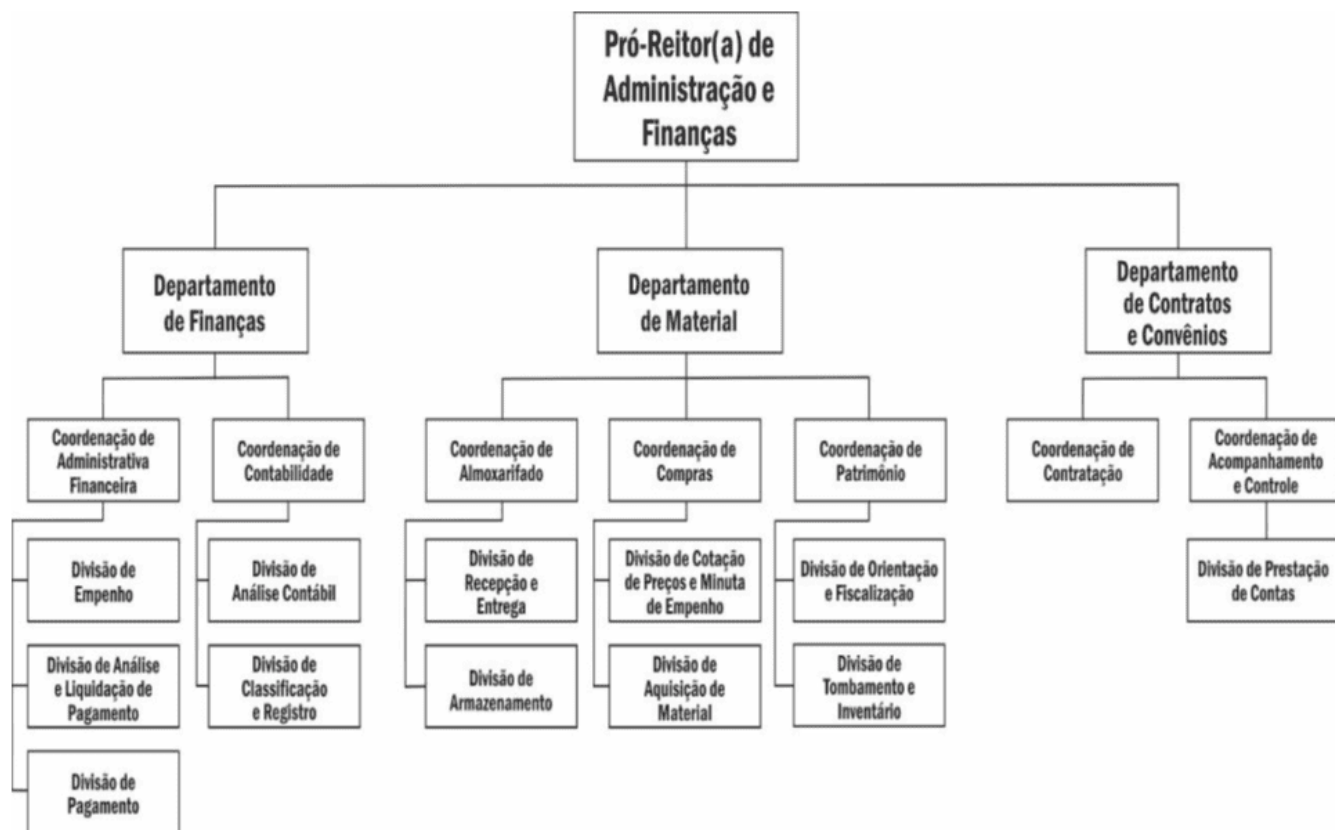 Pró-Reitor(a) de
Administração e
Finanças
Departamento
de Finanças
Departamento
de Material
Departamento
de Contratos
e Convênios
Coordenação de
Administrativa
Financeira
Coordenação de
Contabilidade
Coordenação de
Almoxarifado
Coordenação de
Compras
Coordenação de
Patrimônio
Coordenação de
Contratação
Coordenação de
Acompanhamento
e Controle
Divisão de
Empenho
Divisão de
Análise Contábil
Divisão de
Recepção e
Entrega
Divisão de Cotação
de Preços e Minuta
de Empenho
Divisão de Orientação
e Fiscalização
Divisão de Prestação
de Contas
Divisão de Análise
e Liquidação de
Pagamento
Divisão de
Classificação
e Registro
Divisão de
Armazenamento
Divisão de
Aquisição de
Material
Divisão de
Tombamento e
Inventário
Divisão de
Pagamento